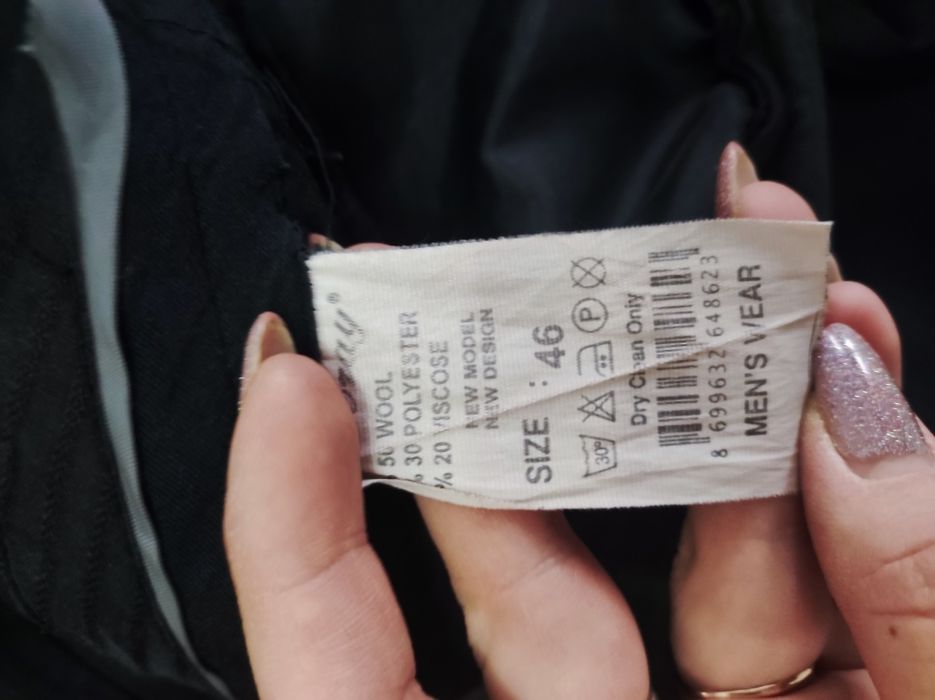 50 WOOL
% 30 POLYESTER
% 20 VISCOSE
NEW MODEL
NEW DESIGN
SIZE : 46
30°
P
Dry Clean Only
8 699632 648623
MEN'S WEAR